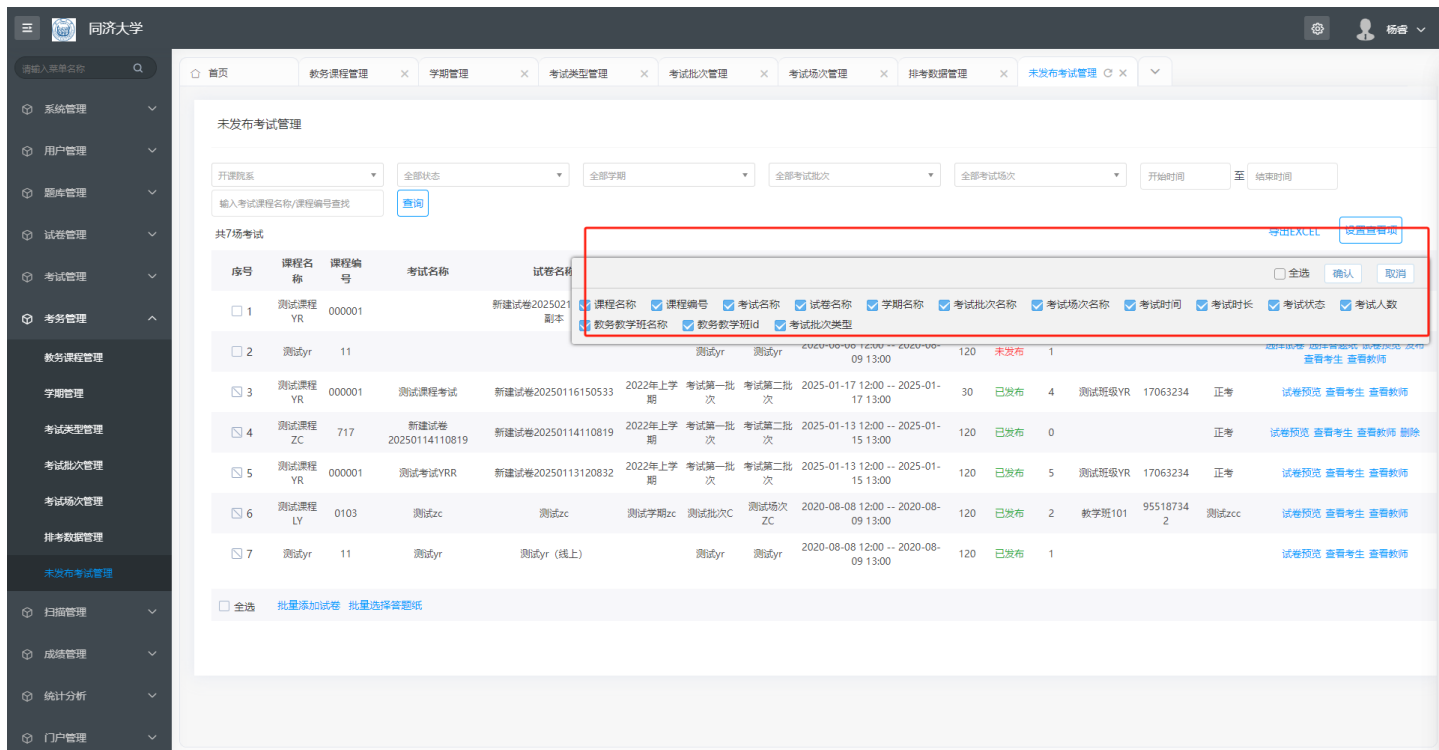 同济大学
杨睿
请输入菜单名称
首页 教务课程管理 学期管理 考试类型管理 考试批次管理 考试场次管理 排考数据管理 未发布考试管理
系统管理
用户管理
题库管理
试卷管理
考试管理
考务管理
教务课程管理
学期管理
考试类型管理
考试批次管理
考试场次管理
排考数据管理
未发布考试管理
扫描管理
成绩管理
统计分析
门户管理
未发布考试管理
开课院系 全部状态 全部学期 全部考试批次 全部考试场次 开始时间 至 结束时间
输入考试课程名称/课程编号查找 查询
共7场考试 导出EXCEL 设置查看项
序号 课程名称 课程编号 考试名称 试卷名称
全选 确认 取消
课程名称 课程编号 考试名称 试卷名称 学期名称 考试批次名称 考试场次名称 考试时间 考试时长 考试状态 考试人数
教务教学班名称 教务教学班id 考试批次类型
1 测试课程YR 000001 新建试卷2025021 副本
2 测试yr 11 测试yr 测试yr 2020-08-08 12:00 -- 2020-08-09 13:00 120 未发布 1 选择试卷 选择答题纸 试卷预览 发布 查看考生 查看教师
3 测试课程YR 000001 测试课程考试 新建试卷20250116150533 2022年上学期 考试第一批次 考试第二批次 2025-01-17 12:00 -- 2025-01-17 13:00 30 已发布 4 测试班级YR 17063234 正考 试卷预览 查看考生 查看教师
4 测试课程ZC 717 新建试卷20250114110819 新建试卷20250114110819 2022年上学期 考试第一批次 考试第二批次 2025-01-13 12:00 -- 2025-01-15 13:00 120 已发布 0 正考 试卷预览 查看考生 查看教师 删除
5 测试课程YR 000001 测试考试YRR 新建试卷20250113120832 2022年上学期 考试第一批次 考试第二批次 2025-01-13 12:00 -- 2025-01-15 13:00 120 已发布 5 测试班级YR 17063234 正考 试卷预览 查看考生 查看教师
6 测试课程LY 0103 测试zc 测试zc 测试学期zc 测试批次C 测试场次ZC 2020-08-08 12:00 -- 2020-08-09 13:00 120 已发布 2 教学班101 955187342 测试zcc 试卷预览 查看考生 查看教师
7 测试yr 11 测试yr 测试yr（线上） 测试yr 测试yr 2020-08-08 12:00 -- 2020-08-09 13:00 120 已发布 1 试卷预览 查看考生 查看教师
全选 批量添加试卷 批量选择答题纸